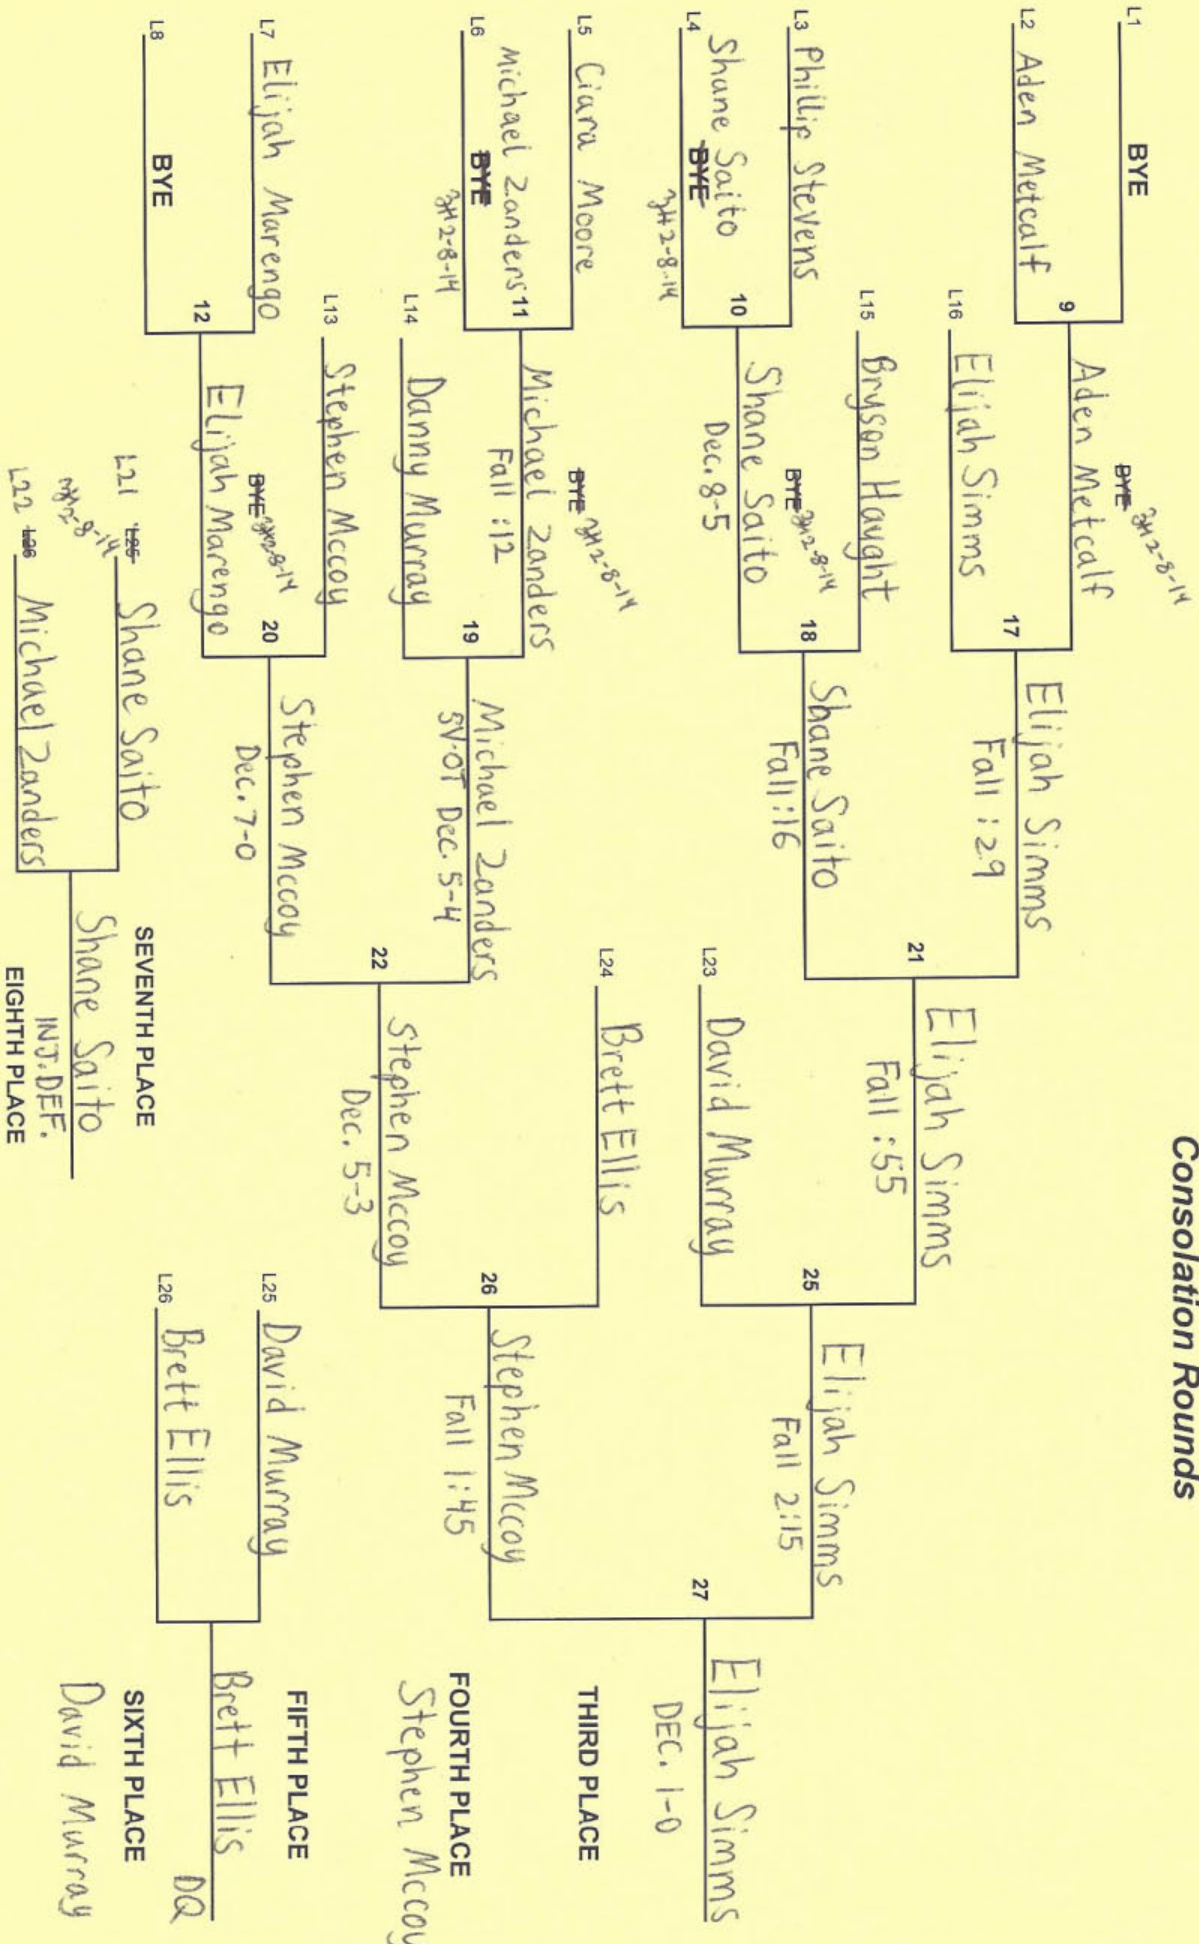 Consolation Rounds
L1
BYE
L2 Aden Metcalf
9
Aden Metcalf
BYE 2-8-14
L16 Elijah Simms
17
Elijah Simms
Fall :29
L3 Phillip Stevens
L4 Shane Saito
BYE
2-8-14
10
L15 Bryson Haught
BYE 2-8-14
Shane Saito
Dec. 8-5
18
Shane Saito
Fall :16
21
Elijah Simms
Fall :55
L23 David Murray
25
Elijah Simms
Fall 2:15
L5 Ciara Moore
L6 Michael Zanders
BYE
2-8-14
11
Michael Zanders
Fall :12
BYE 2-8-14
L14 Danny Murray
19
Michael Zanders
SV-OT Dec. 5-4
L7 Elijah Marengo
L8
BYE
12
L13 Stephen Mccoy
BYE 2-8-14
Elijah Marengo
20
Stephen Mccoy
Dec. 7-0
22
Stephen Mccoy
Dec. 5-3
L24 Brett Ellis
26
Stephen Mccoy
Fall 1:45
27
Elijah Simms
DEC. 1-0
THIRD PLACE
FOURTH PLACE
Stephen Mccoy
L25 David Murray
L26 Brett Ellis
Brett Ellis
DQ
FIFTH PLACE
SIXTH PLACE
David Murray
L21 L25 Shane Saito
2-8-14
L22 L26 Michael Zanders
Shane Saito
INJ. DEF.
SEVENTH PLACE
EIGHTH PLACE